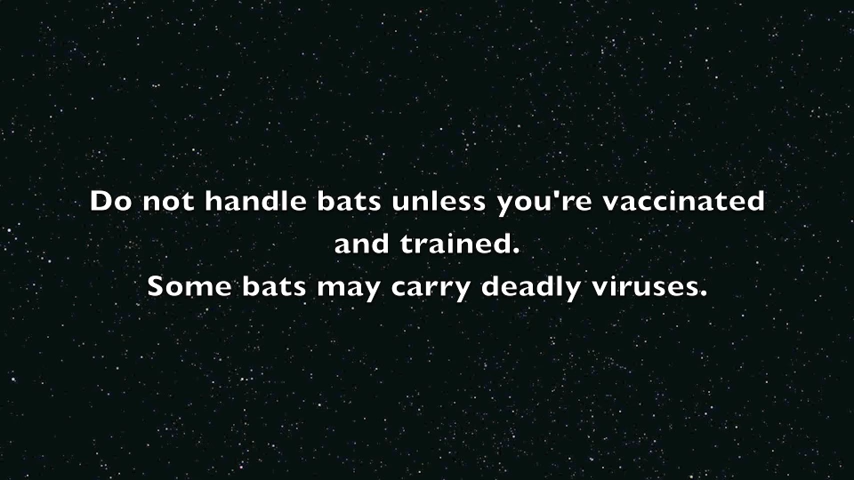 Do not handle bats unless you're vaccinated
and trained.
Some bats may carry deadly viruses.